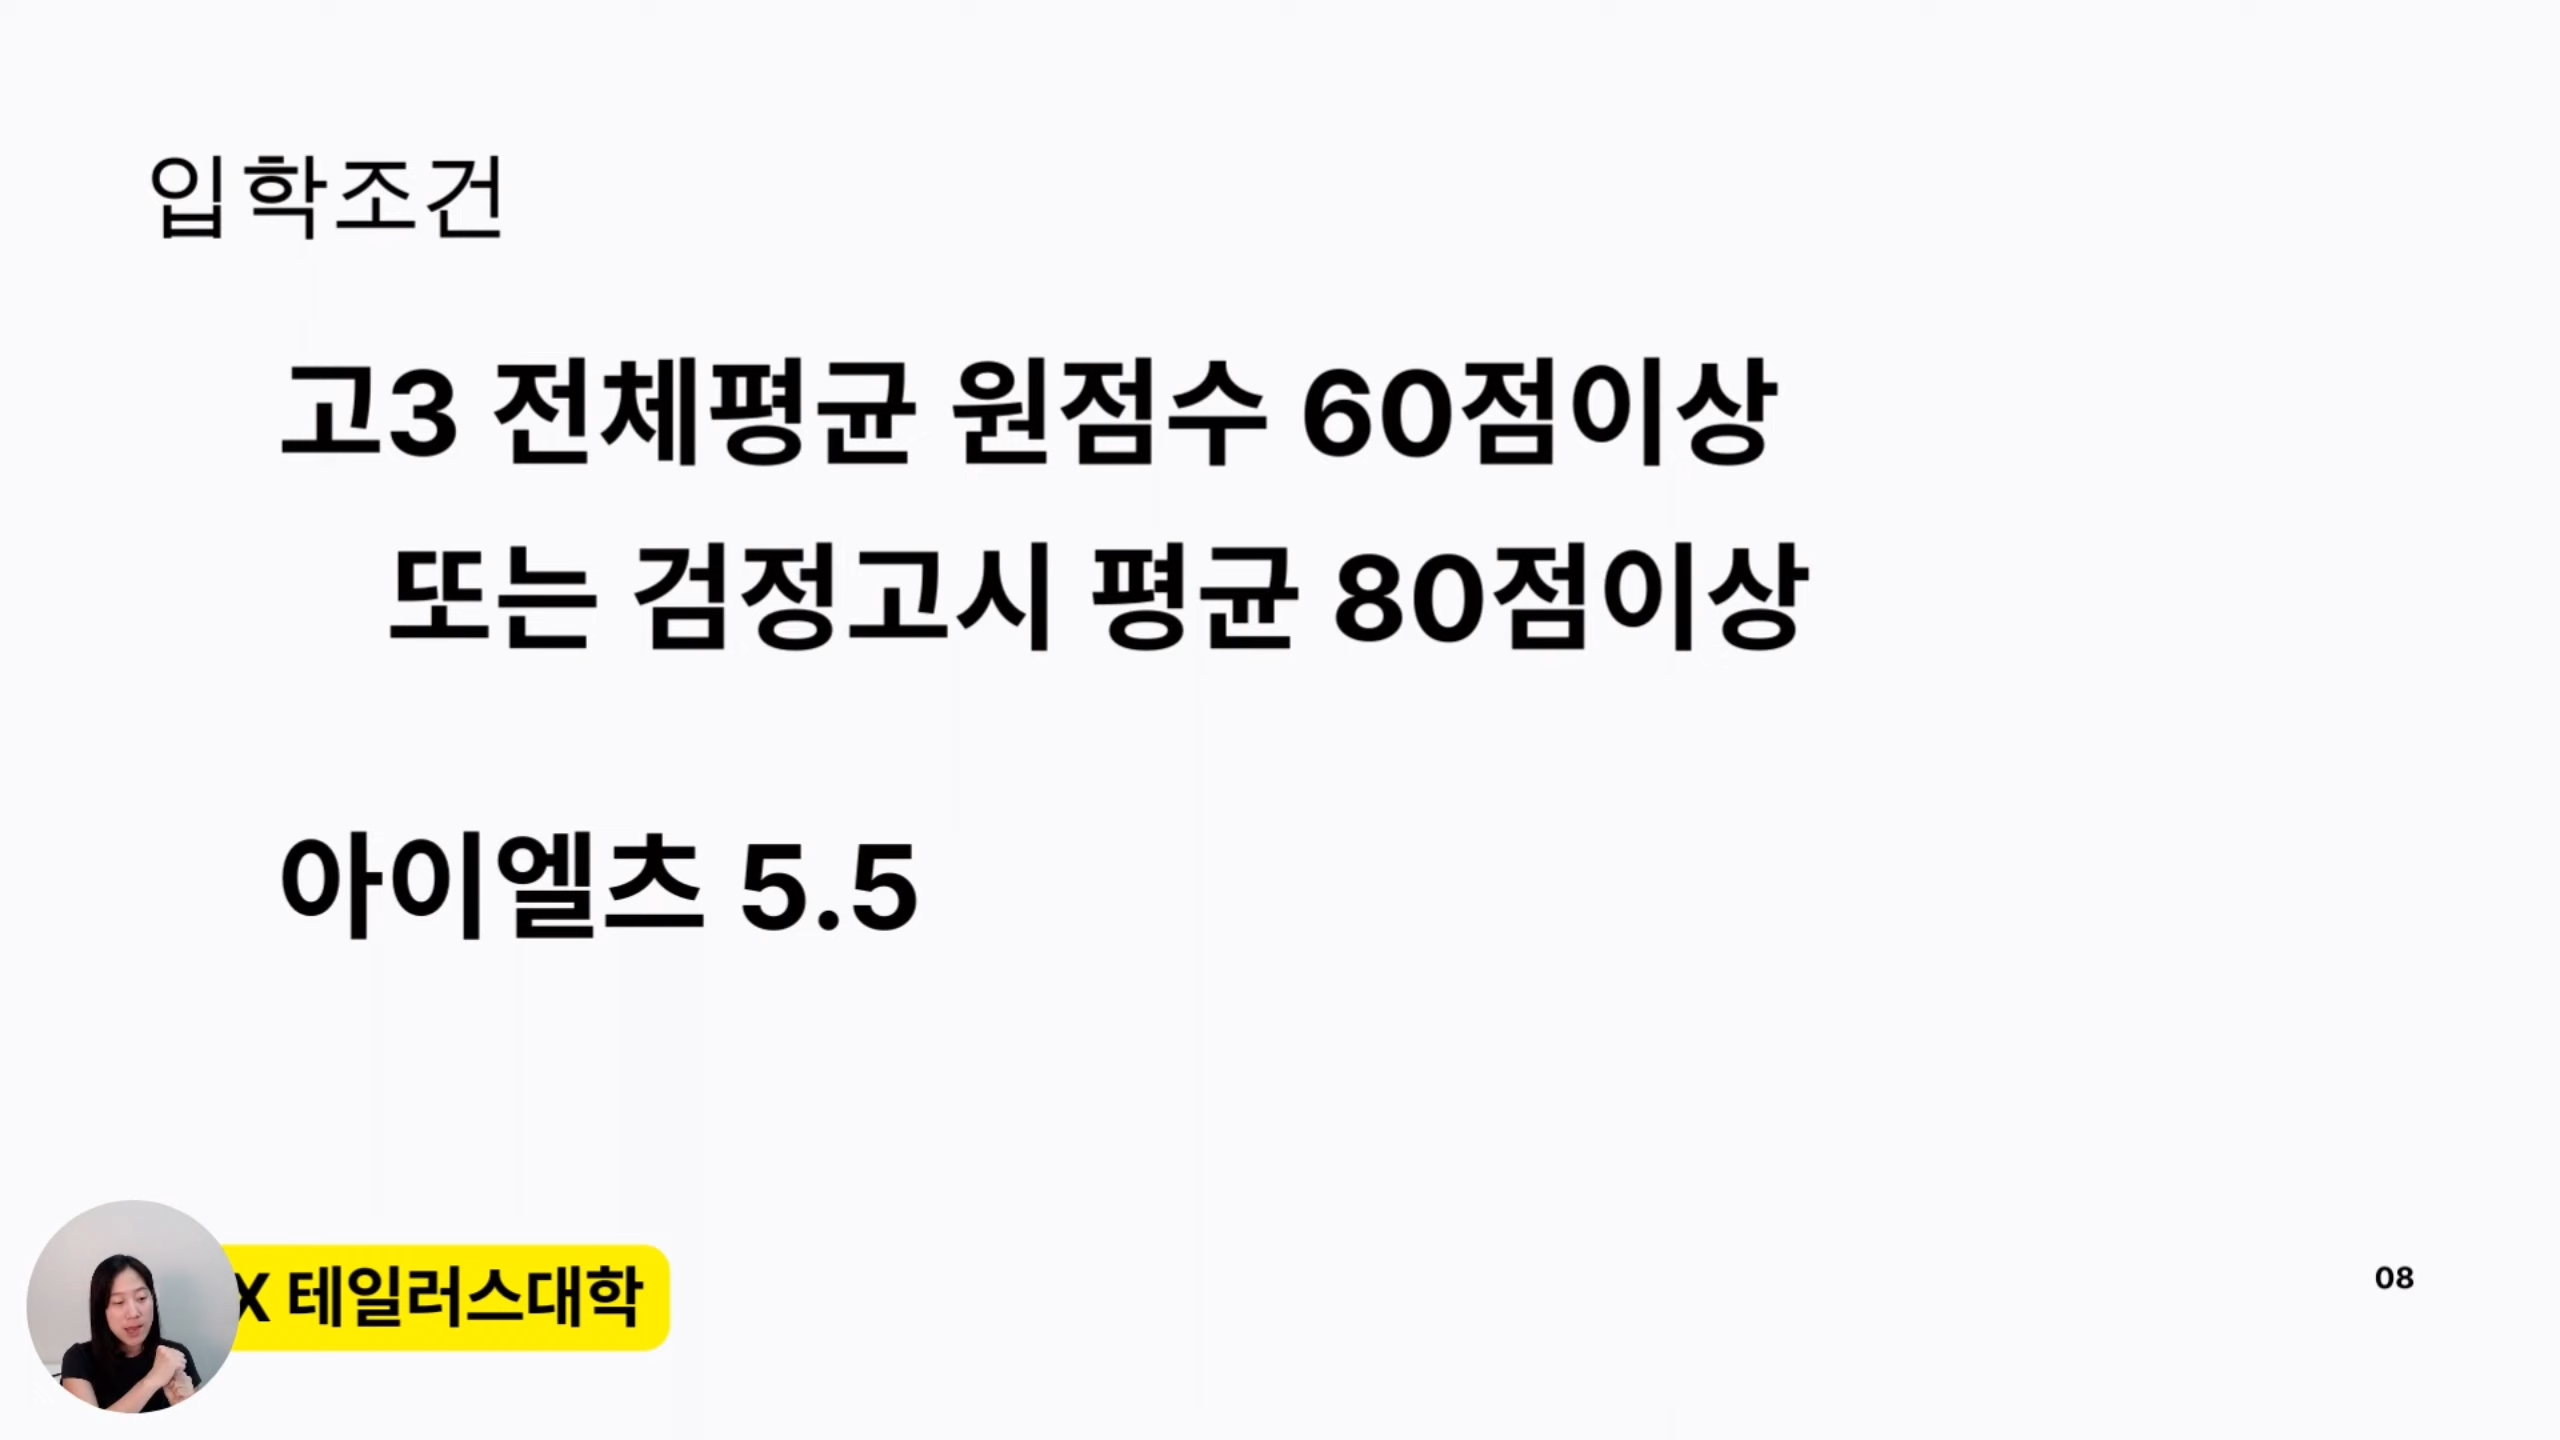 입학조건
고3 전체평균 원점수 60점이상
또는 검정고시 평균 80점이상
아이엘츠 5.5
X 테일러스대학
08